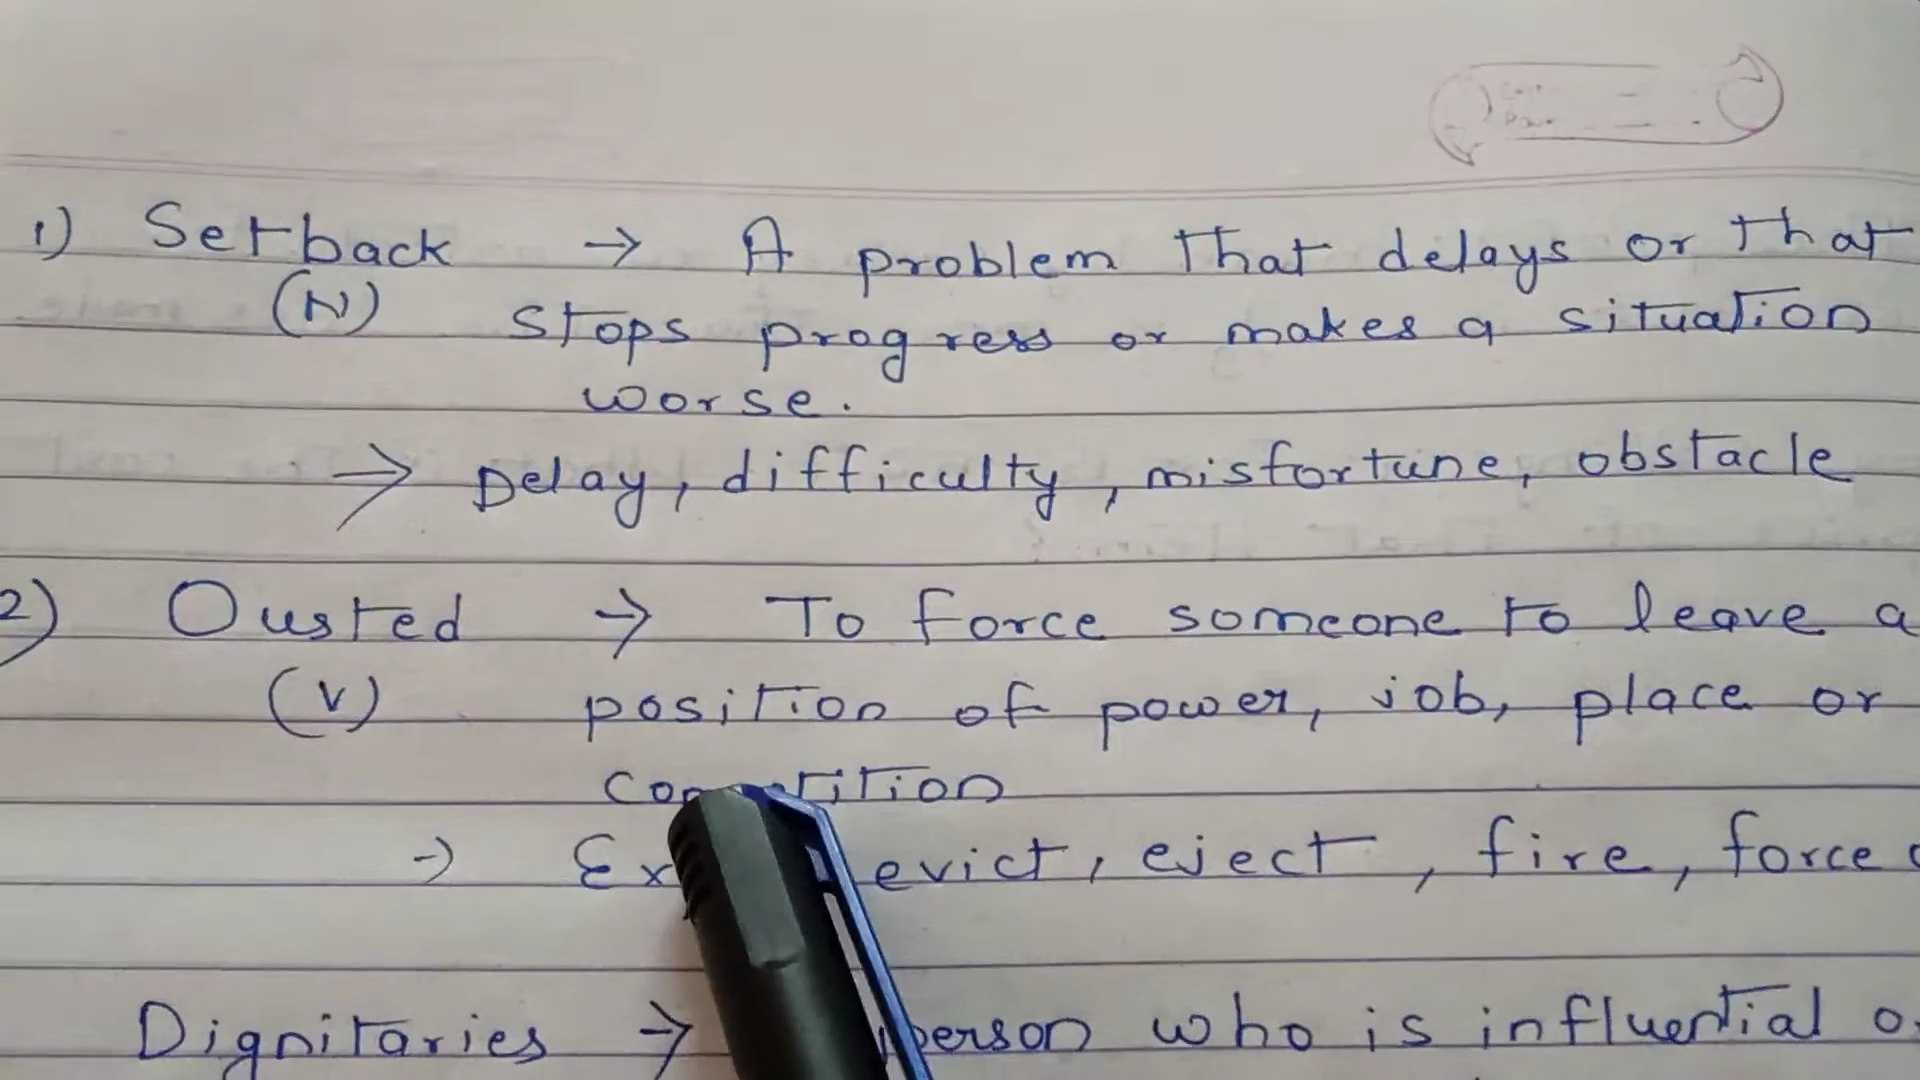 1) Setback → A problem that delays or that
(N) stops progress or makes a situation
worse.
→ Delay, difficulty, misfortune, obstacle
2) Ousted → To force someone to leave a
(V) position of power, job, place or
→ evict, eject, fire, force
Dignitaries → person who is influential